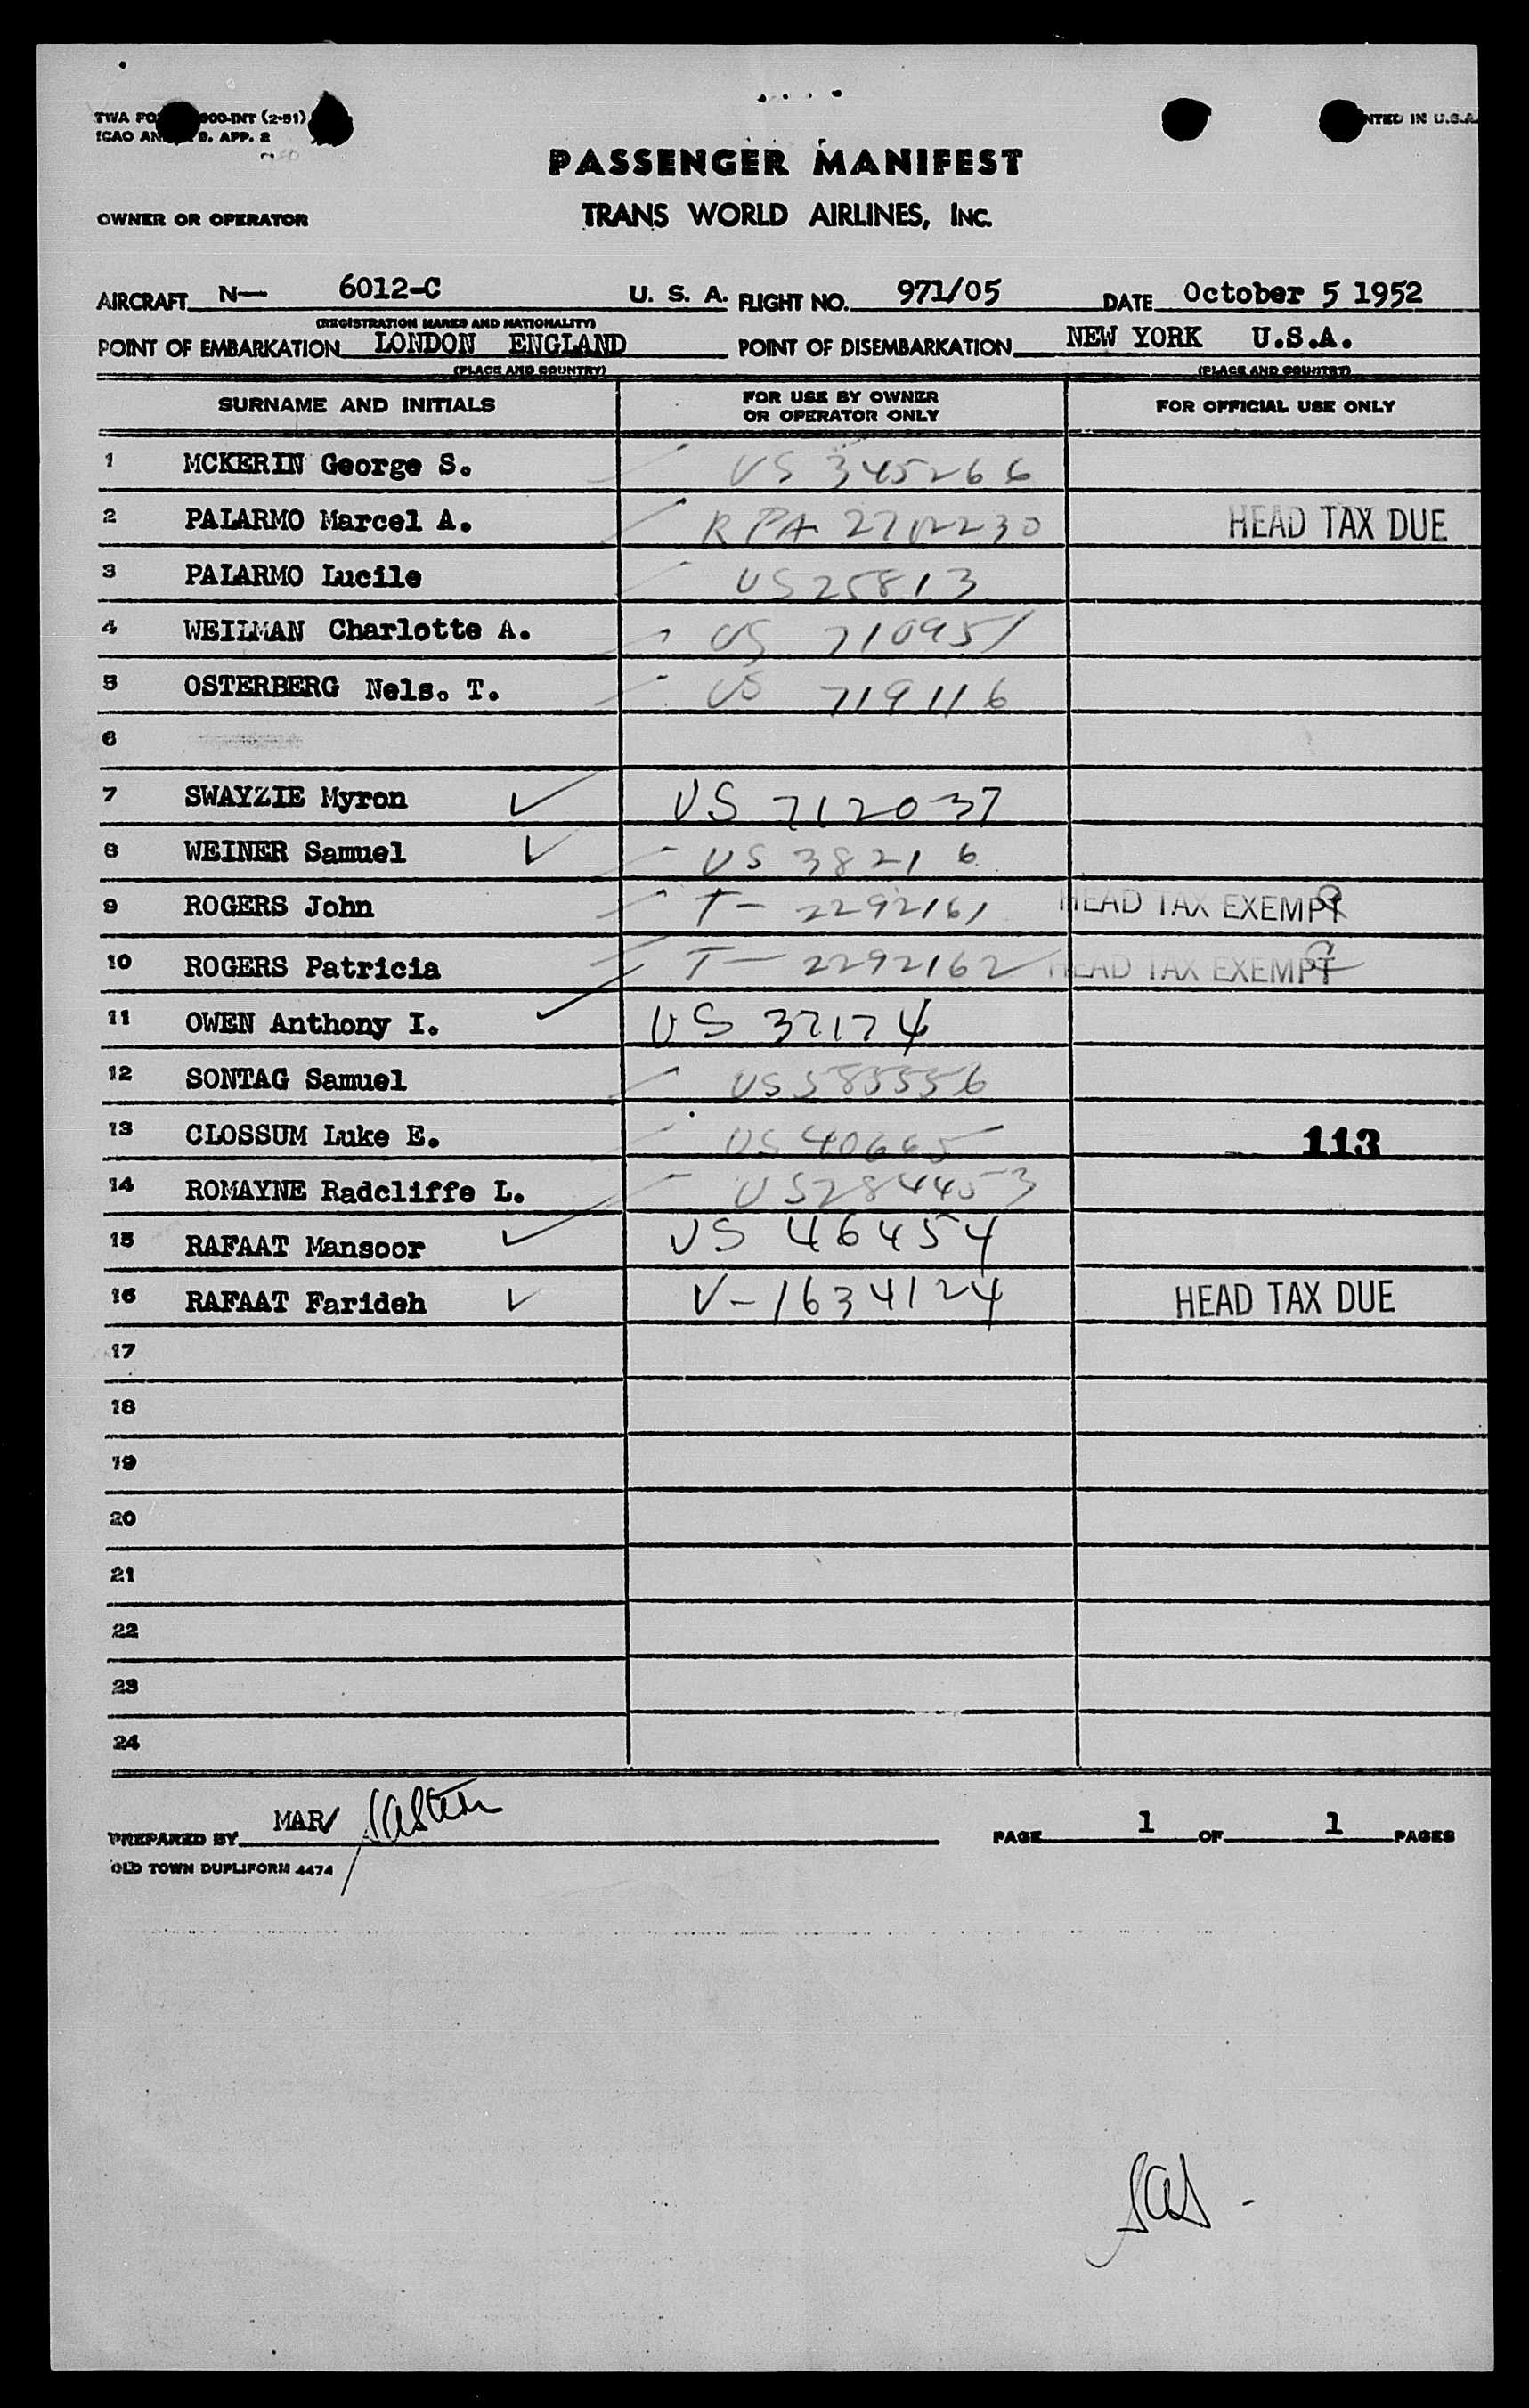 TWA FO 900-INT (2-51)
ICAO AN 9. APP. 2
NTED IN U.S.A.
PASSENGER MANIFEST
OWNER OR OPERATOR TRANS WORLD AIRLINES, INC.
AIRCRAFT N— 6012-C U. S. A. FLIGHT NO. 971/05 DATE October 5 1952
(REGISTRATION MARKS AND NATIONALITY)
POINT OF EMBARKATION LONDON ENGLAND POINT OF DISEMBARKATION NEW YORK U.S.A.
(PLACE AND COUNTRY) (PLACE AND COUNTRY)
SURNAME AND INITIALS FOR USE BY OWNER OR OPERATOR ONLY FOR OFFICIAL USE ONLY
1 MCKERIN George S. US 345266
2 PALARMO Marcel A. RPA HEAD TAX DUE
3 PALARMO Lucile US 25813
4 WEILMAN Charlotte A. US 710951
5 OSTERBERG Nels. T. US 719116
6
7 SWAYZIE Myron ✓ US 712037
8 WEINER Samuel ✓ US 38216
9 ROGERS John T- 2292161 HEAD TAX EXEMPT
10 ROGERS Patricia T- 2292162 HEAD TAX EXEMPT
11 OWEN Anthony I. ✓ US 37174
12 SONTAG Samuel US 585556
13 CLOSSUM Luke E. US 40665 113
14 ROMAYNE Radcliffe L. US 284453
15 RAFAAT Mansoor ✓ US 46454
16 RAFAAT Farideh ✓ V-1634124 HEAD TAX DUE
17
18
19
20
21
22
23
24
PREPARED BY MAR/ PAGE 1 OF 1 PAGES
OLD TOWN DUPLIFORM 4474